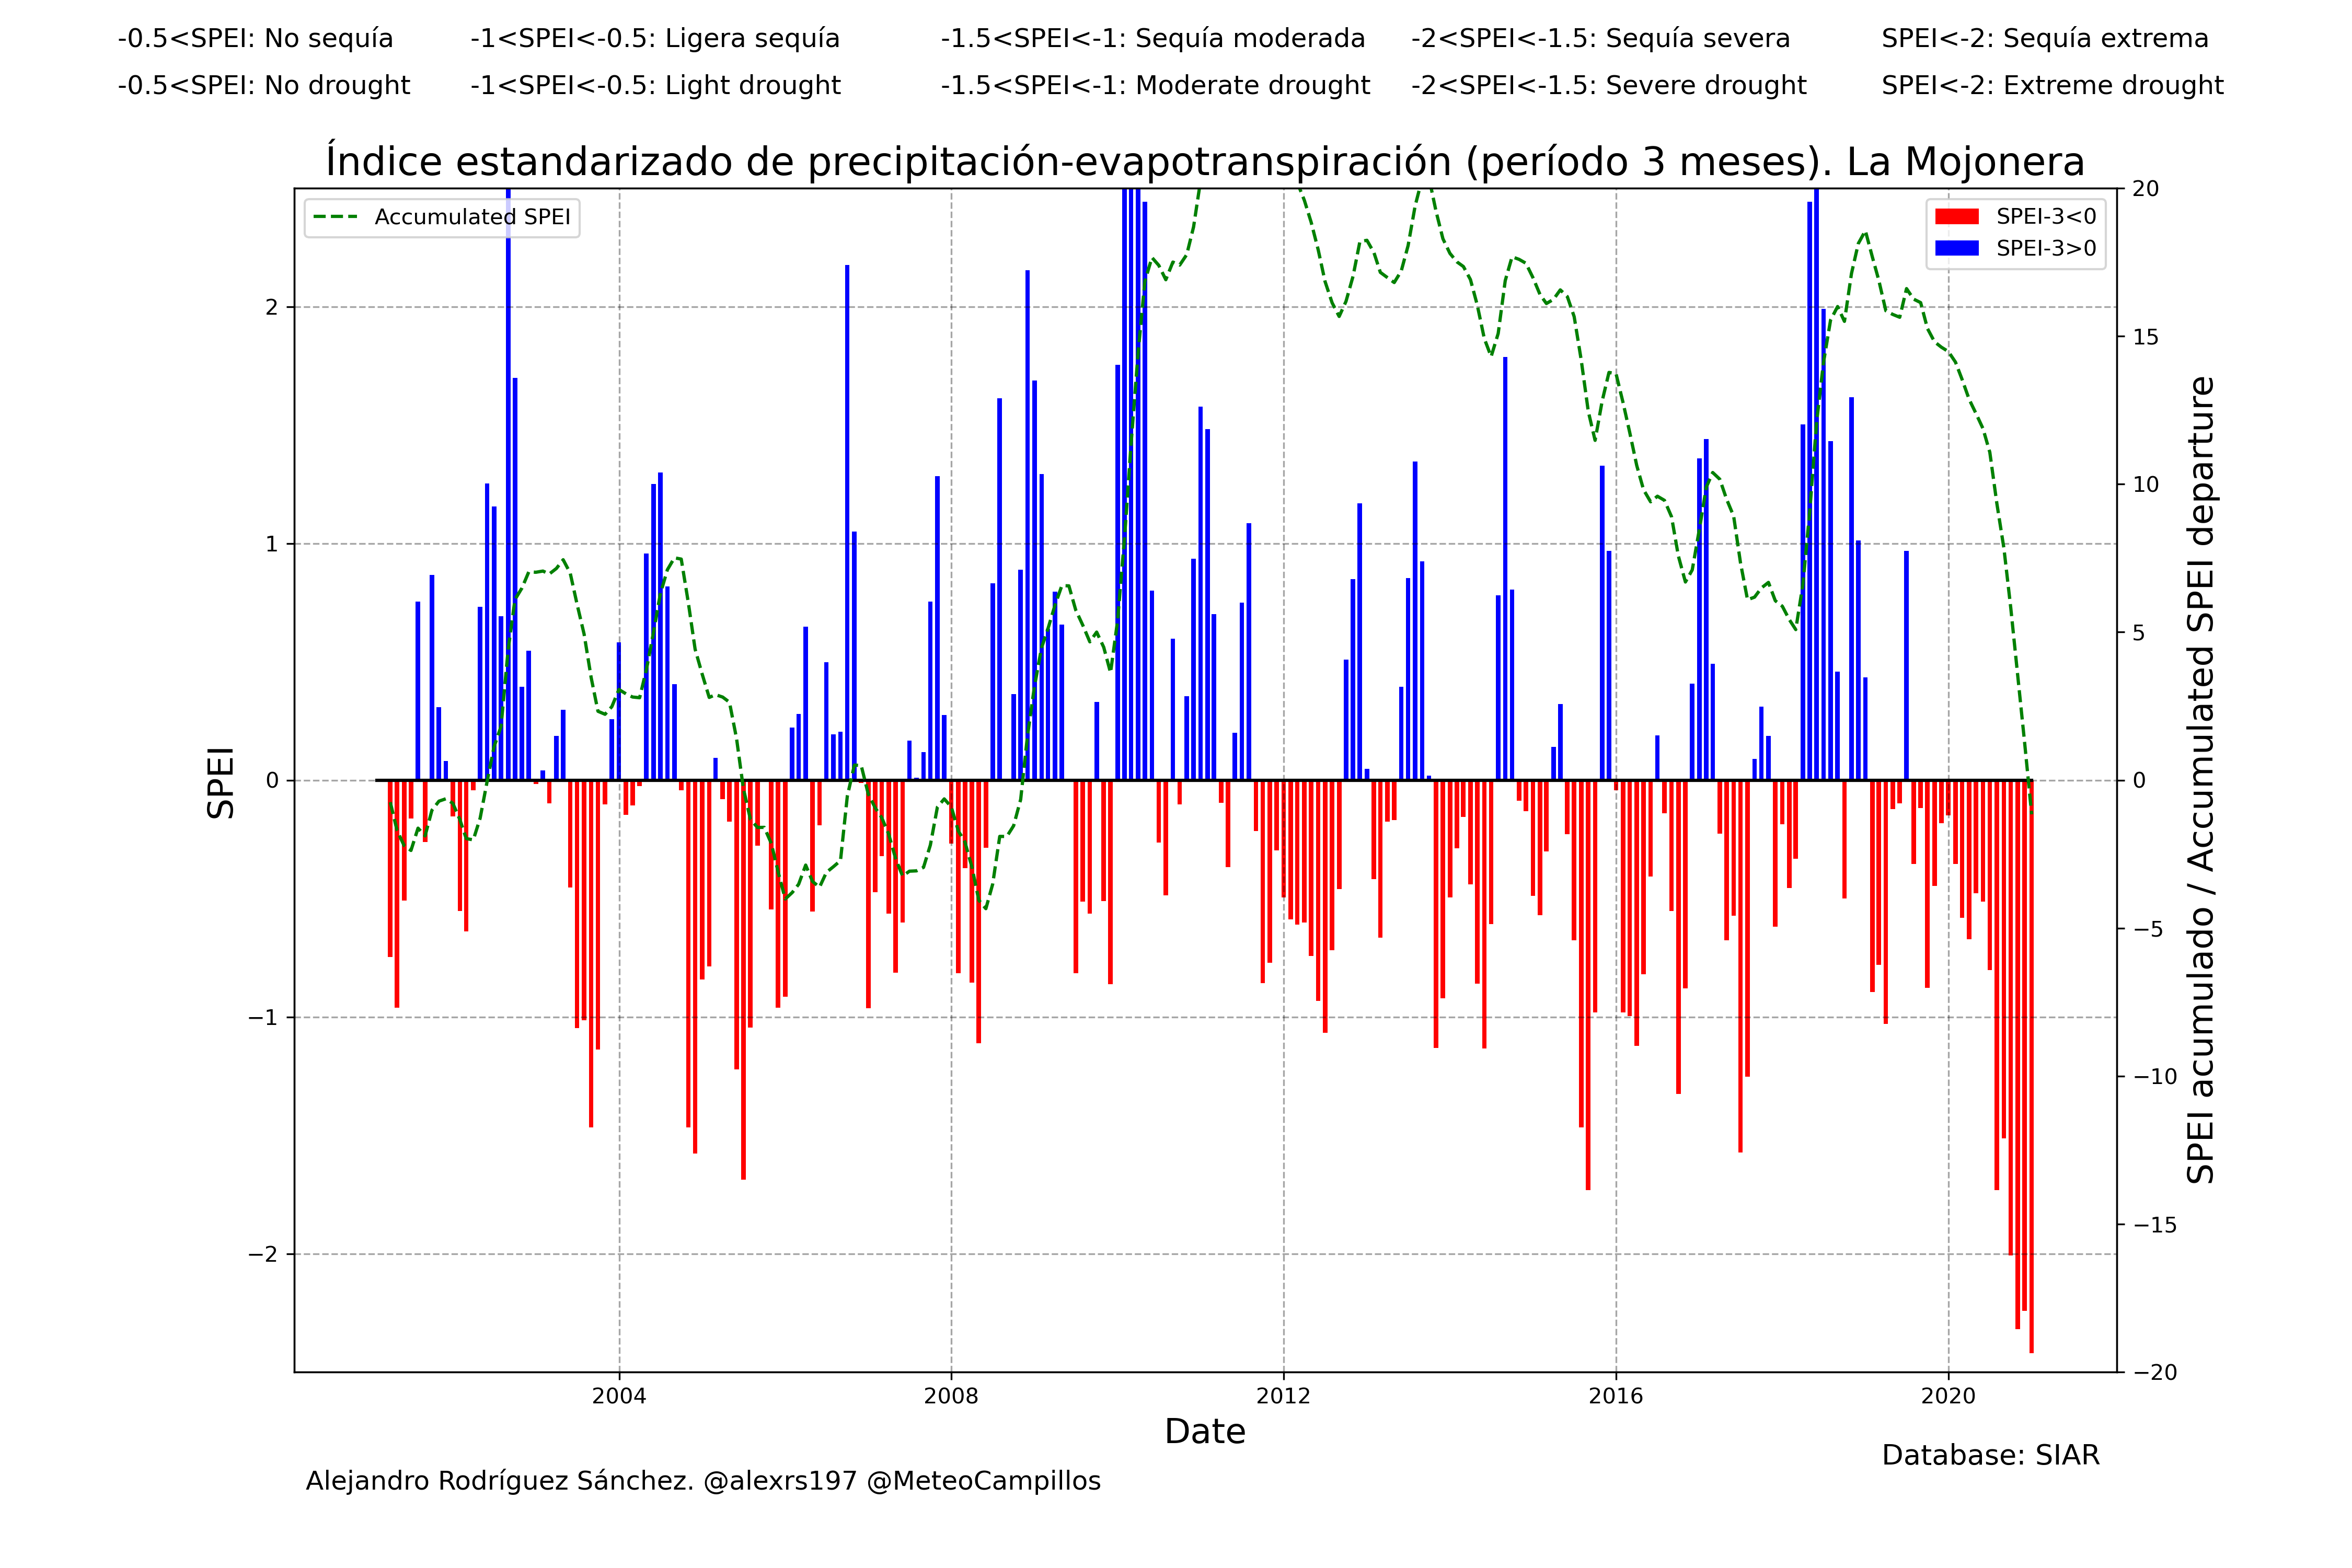 -0.5<SPEI: No sequía -1<SPEI<-0.5: Ligera sequía -1.5<SPEI<-1: Sequía moderada -2<SPEI<-1.5: Sequía severa SPEI<-2: Sequía extrema
-0.5<SPEI: No drought -1<SPEI<-0.5: Light drought -1.5<SPEI<-1: Moderate drought -2<SPEI<-1.5: Severe drought SPEI<-2: Extreme drought
Índice estandarizado de precipitación-evapotranspiración (período 3 meses). La Mojonera
Accumulated SPEI
SPEI-3<0
SPEI-3>0
SPEI
2
1
0
−1
−2
20
15
10
5
0
−5
−10
−15
−20
SPEI acumulado / Accumulated SPEI departure
2004 2008 2012 2016 2020
Date
Database: SIAR
Alejandro Rodríguez Sánchez. @alexrs197 @MeteoCampillos